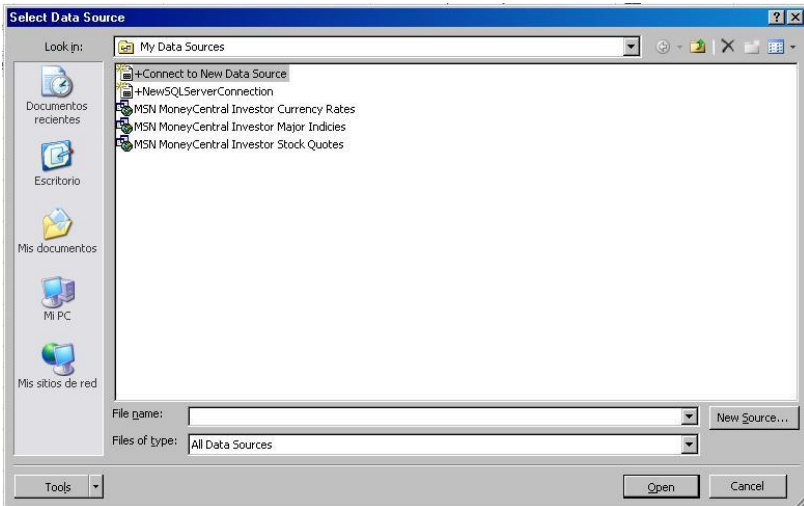 Select Data Source
Look in:
My Data Sources
+Connect to New Data Source
+NewSQLServerConnection
MSN MoneyCentral Investor Currency Rates
MSN MoneyCentral Investor Major Indicies
MSN MoneyCentral Investor Stock Quotes
Documentos
recientes
Escritorio
Mis documentos
Mi PC
Mis sitios de red
File name:
New Source...
Files of type:
All Data Sources
Tools
Open
Cancel